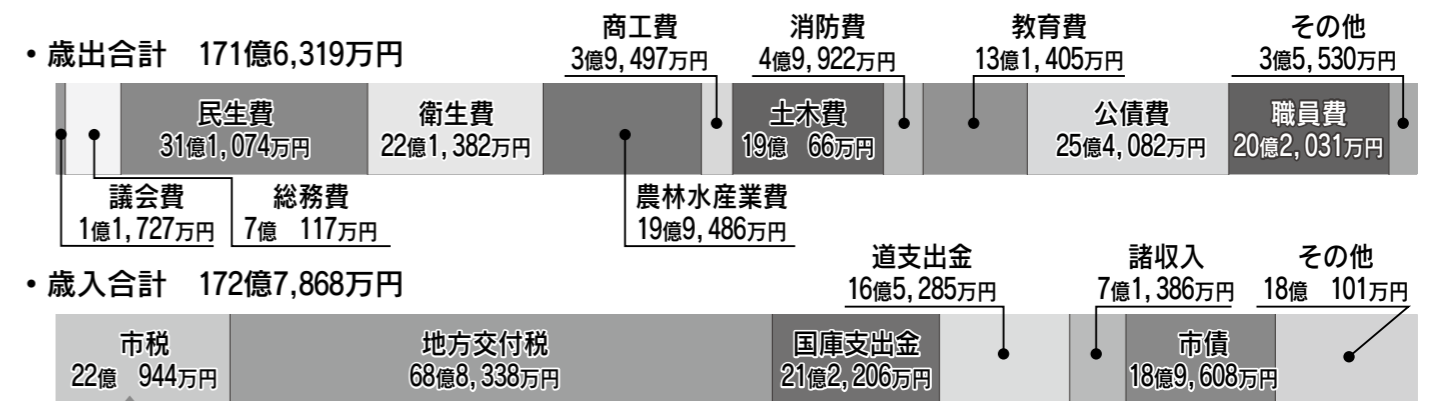 商工費
3億9,497万円
消防費
4億9,922万円
教育費
13億1,405万円
その他
3億5,530万円
・歳出合計　171億6,319万円
民生費
31億1,074万円
衛生費
22億1,382万円
土木費
19億　66万円
公債費
25億4,082万円
職員費
20億2,031万円
議会費
1億1,727万円
総務費
7億　117万円
農林水産業費
19億9,486万円
・歳入合計　172億7,868万円
道支出金
16億5,285万円
諸収入
7億1,386万円
その他
18億　101万円
市税
22億　944万円
地方交付税
68億8,338万円
国庫支出金
21億2,206万円
市債
18億9,608万円